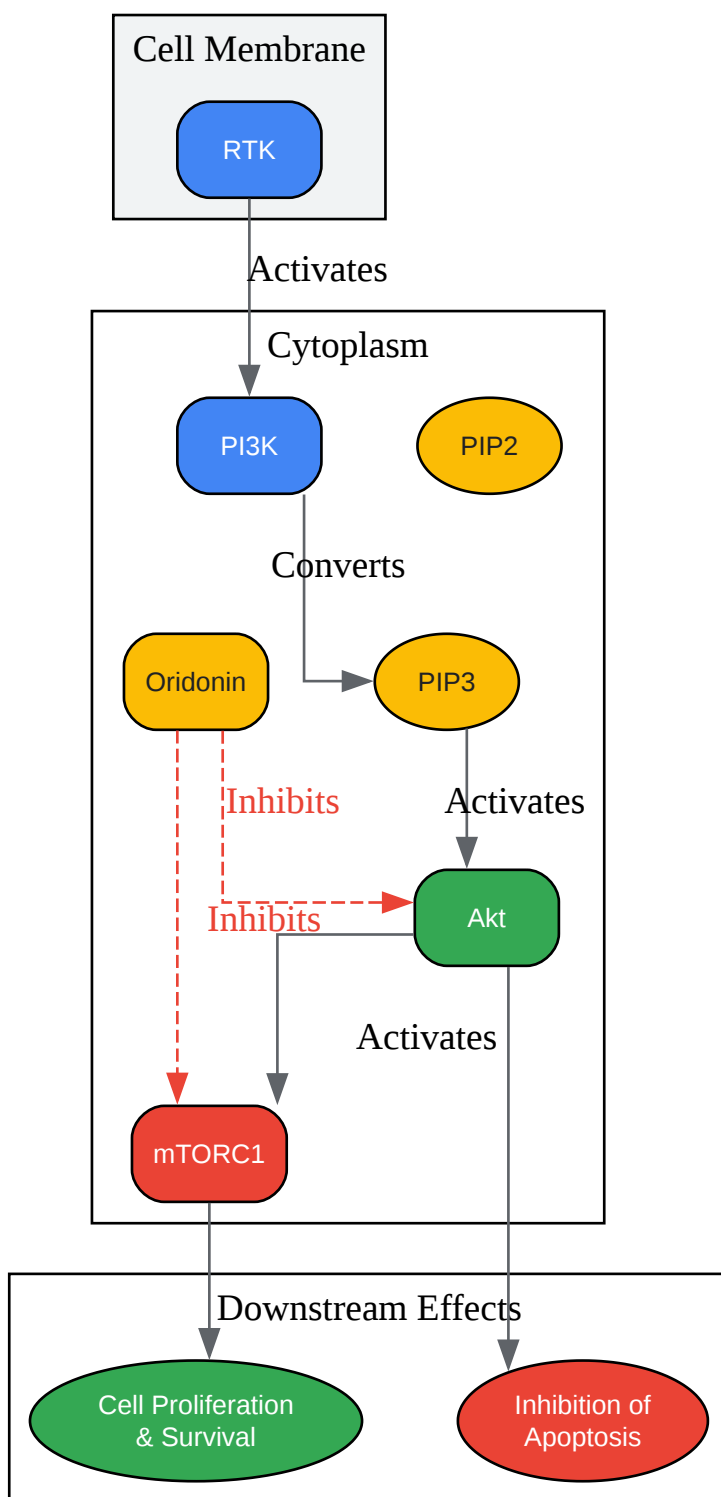 Cell Membrane
RTK
Activates
Cytoplasm
PI3K
PIP2
Converts
Oridonin
PIP3
Inhibits
Activates
Akt
Inhibits
Activates
mTORC1
Downstream Effects
Cell Proliferation
& Survival
Inhibition of
Apoptosis